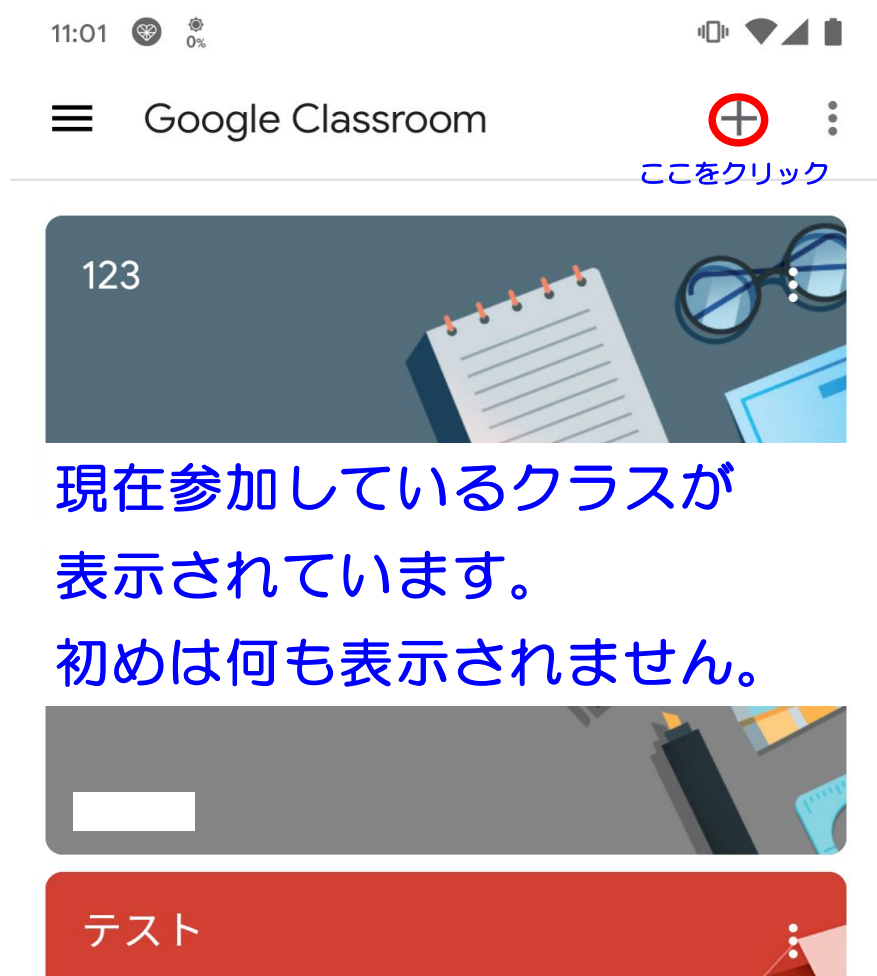 11:01
0%
Google Classroom
ここをクリック
123
現在参加しているクラスが
表示されています。
初めは何も表示されません。
テスト